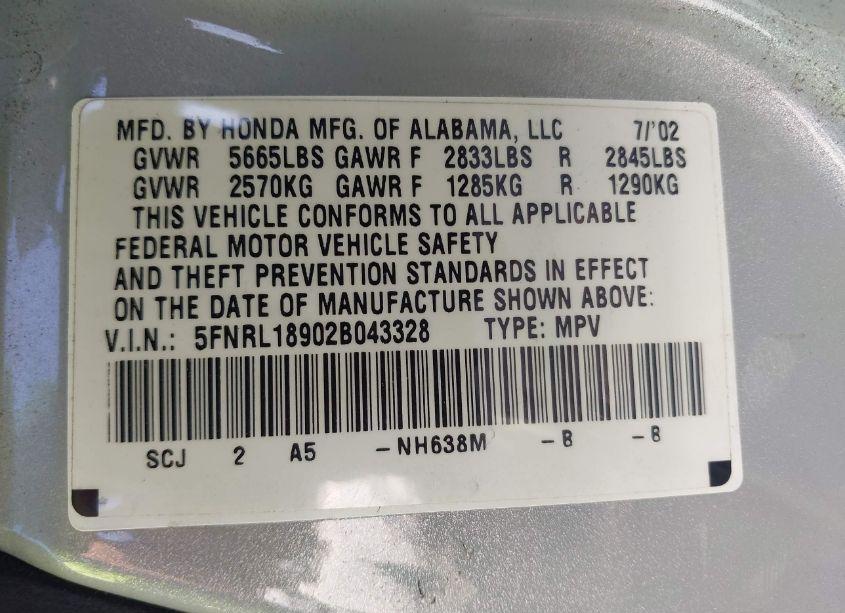 MFD. BY HONDA MFG. OF ALABAMA, LLC 7/'02
GVWR 5665LBS GAWR F 2833LBS R 2845LBS
GVWR 2570KG GAWR F 1285KG R 1290KG
THIS VEHICLE CONFORMS TO ALL APPLICABLE
FEDERAL MOTOR VEHICLE SAFETY
AND THEFT PREVENTION STANDARDS IN EFFECT
ON THE DATE OF MANUFACTURE SHOWN ABOVE:
V.I.N.: 5FNRL18902B043328 TYPE: MPV
SCJ 2 A5 -NH638M -B -B